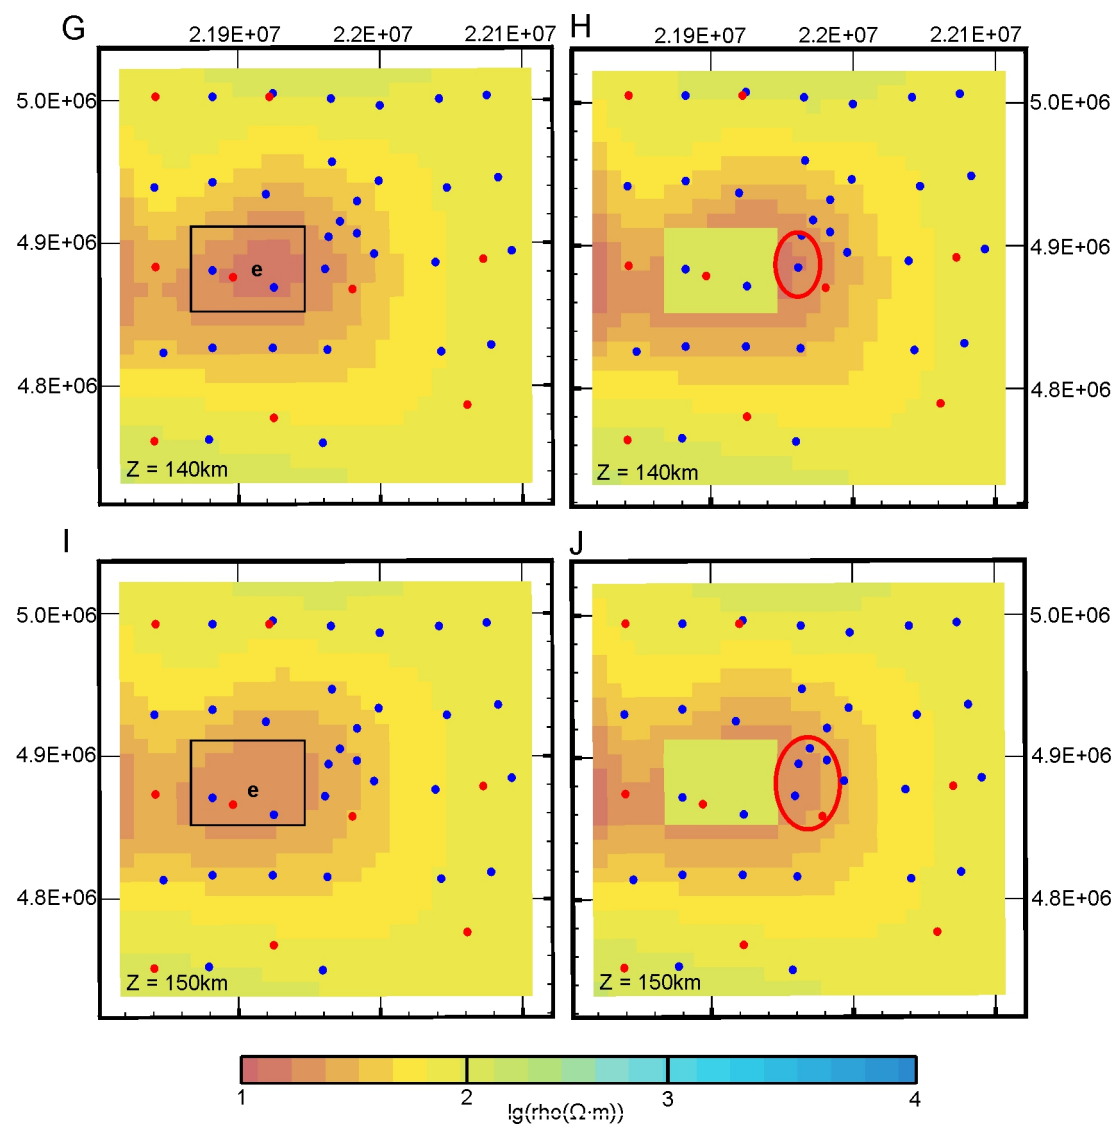 G
H
2.19E+07 2.2E+07 2.21E+07
2.19E+07 2.2E+07 2.21E+07
5.0E+06
5.0E+06
4.9E+06
4.9E+06
e
4.8E+06
4.8E+06
Z = 140km
Z = 140km
I
J
5.0E+06
5.0E+06
4.9E+06
4.9E+06
e
4.8E+06
4.8E+06
Z = 150km
Z = 150km
1 2 3 4
lg(rho(Ω·m))